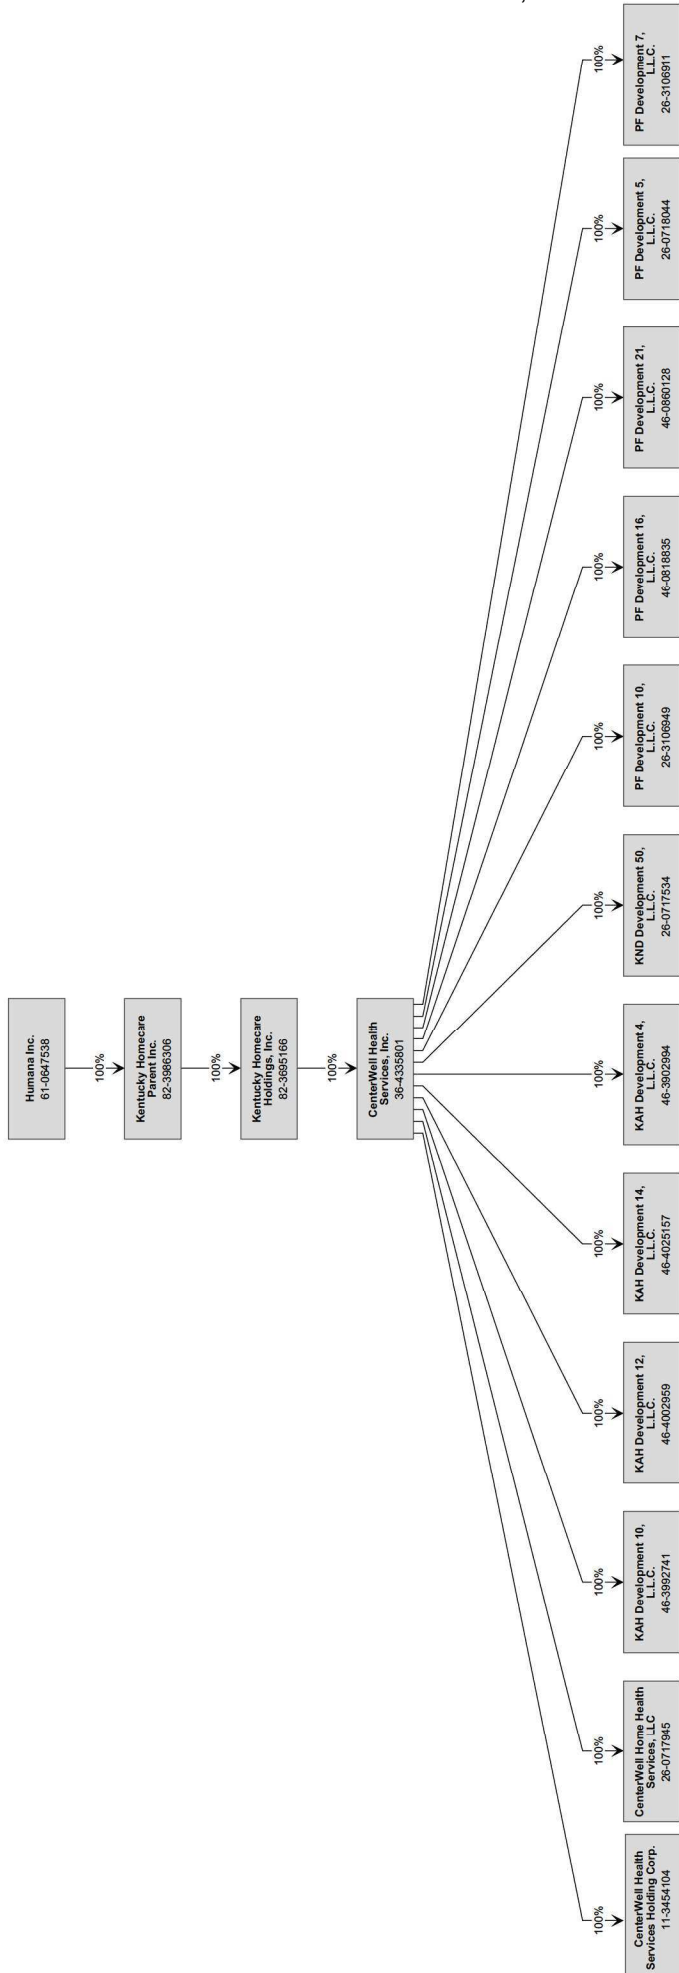 Humana Inc.
61-0647538
100%
Kentucky Homecare
Parent Inc.
82-3986306
100%
Kentucky Homecare
Holdings, Inc.
82-3695166
100%
CenterWell Health
Services, Inc.
36-4335801
100%
CenterWell Health
Services Holding Corp.
11-3454104
100%
CenterWell Home Health
Services, LLC
26-0717945
100%
KAH Development 10,
L.L.C.
46-3992741
100%
KAH Development 12,
L.L.C.
46-4002959
100%
KAH Development 14,
L.L.C.
46-4025157
100%
KAH Development 4,
L.L.C.
46-3902994
100%
KND Development 50,
L.L.C.
26-0717534
100%
PF Development 10,
L.L.C.
26-3106949
100%
PF Development 16,
L.L.C.
46-0818835
100%
PF Development 21,
L.L.C.
46-0860128
100%
PF Development 5,
L.L.C.
26-0718044
100%
PF Development 7,
L.L.C.
26-3106911